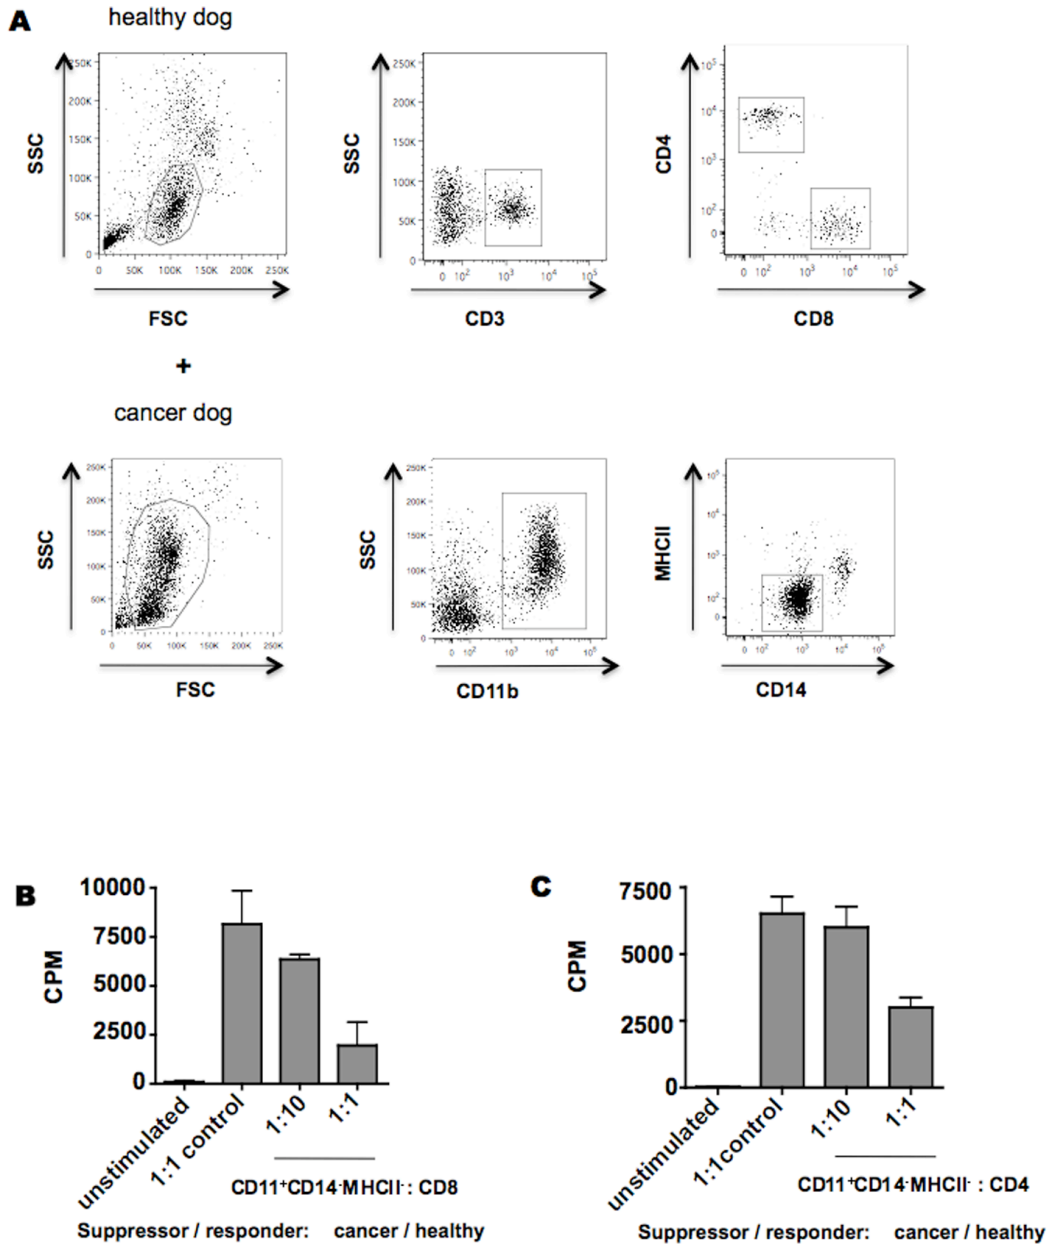 A
healthy dog
SSC
250K
200K
150K
100K
50K
0
0 50K 100K 150K 200K 250K
FSC
SSC
250K
200K
150K
100K
50K
0
0 10² 10³ 10⁴ 10⁵
CD3
CD4
10⁵
10⁴
10³
10²
0
0 10² 10³ 10⁴ 10⁵
CD8
+
cancer dog
SSC
250K
200K
150K
100K
50K
0
0 50K 100K 150K 200K 250K
FSC
SSC
250K
200K
150K
100K
50K
0
0 10² 10³ 10⁴ 10⁵
CD11b
MHCII
10⁵
10⁴
10³
10²
0
0 10² 10³ 10⁴ 10⁵
CD14
B
CPM
10000
7500
5000
2500
0
unstimulated
1:1 control
1:10
1:1
CD11⁺CD14⁻MHCII⁻ : CD8
Suppressor / responder: cancer / healthy
C
CPM
7500
5000
2500
0
unstimulated
1:1control
1:10
1:1
CD11⁺CD14⁻MHCII⁻ : CD4
Suppressor / responder: cancer / healthy